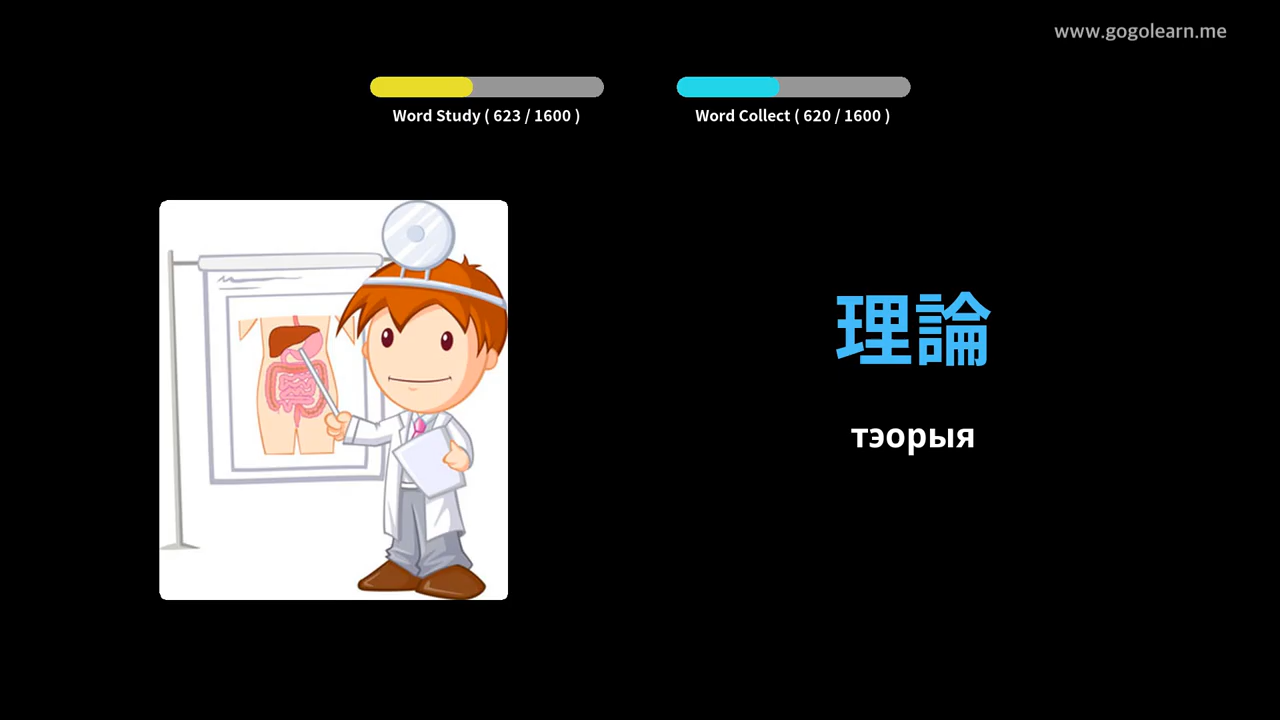 www.gogolearn.me
Word Study ( 623 / 1600 )
Word Collect ( 620 / 1600 )
理論
тэорыя